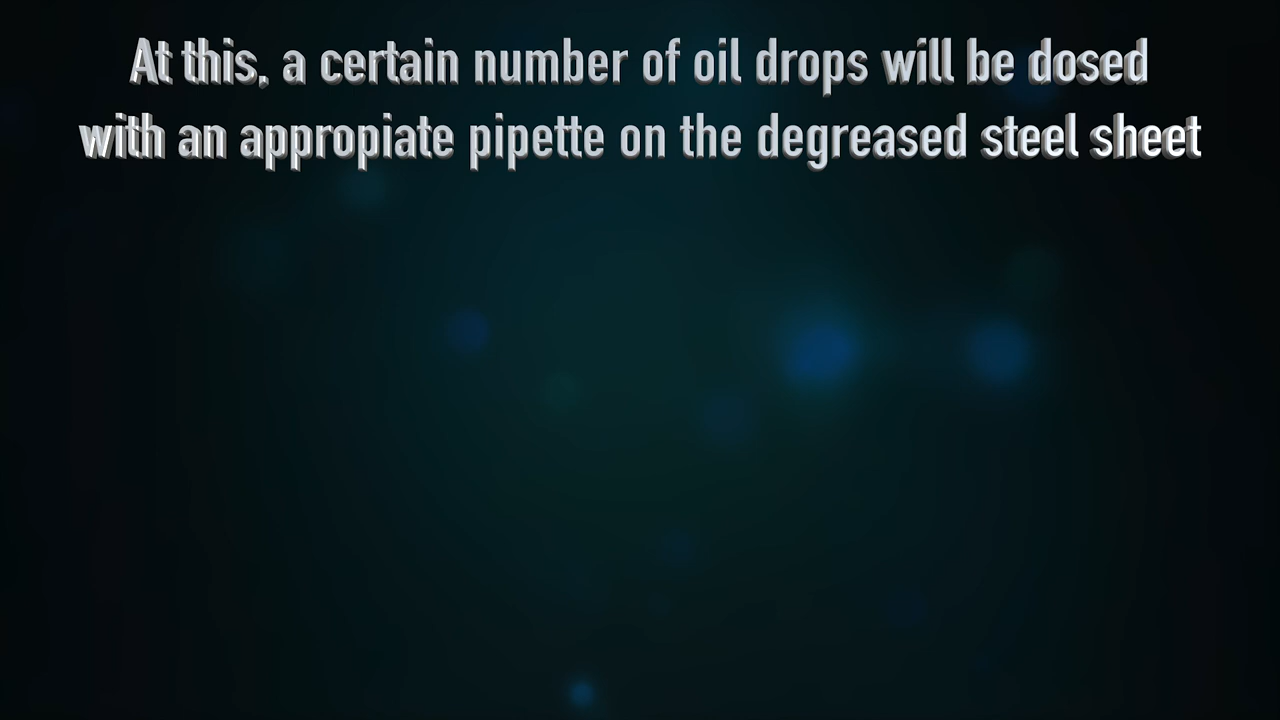 At this, a certain number of oil drops will be dosed
with an appropiate pipette on the degreased steel sheet